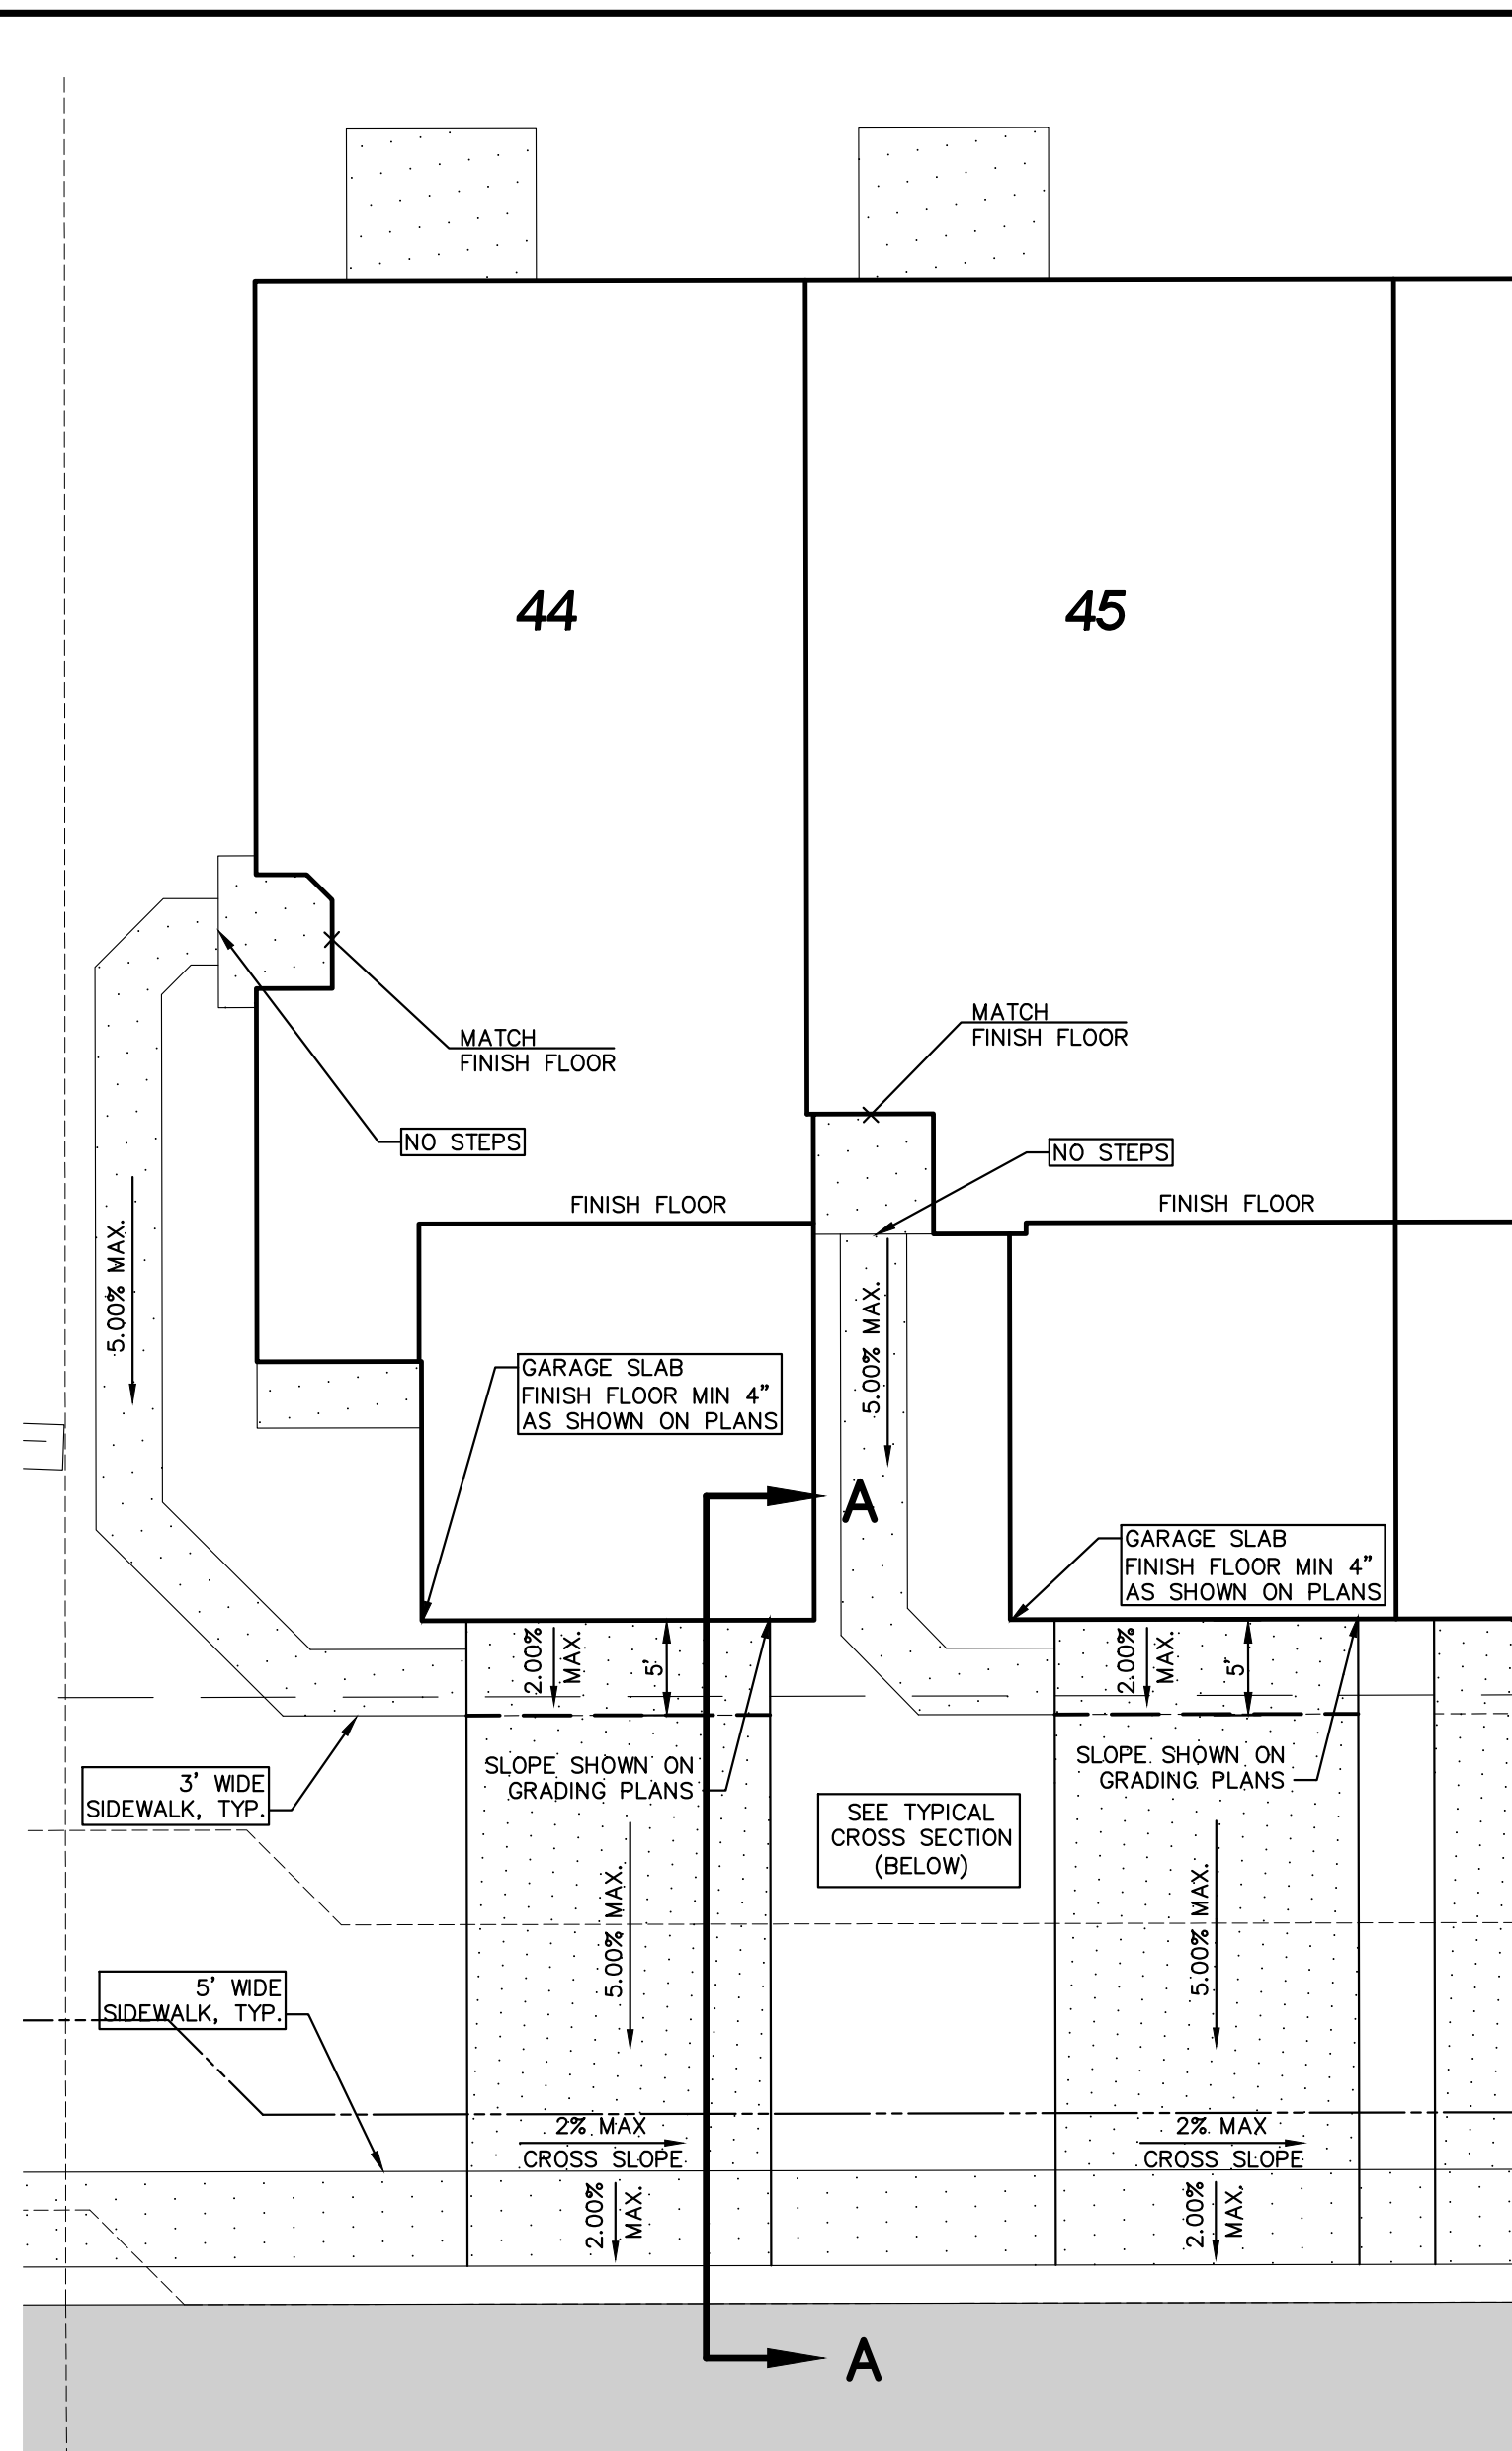 44
45
MATCH
FINISH FLOOR
MATCH
FINISH FLOOR
NO STEPS
NO STEPS
FINISH FLOOR
FINISH FLOOR
5.00% MAX.
5.00% MAX.
GARAGE SLAB
FINISH FLOOR MIN 4"
AS SHOWN ON PLANS
A
GARAGE SLAB
FINISH FLOOR MIN 4"
AS SHOWN ON PLANS
2.00%
MAX.
5'
2.00%
MAX.
5'
SLOPE SHOWN ON
GRADING PLANS
SLOPE SHOWN ON
GRADING PLANS
3' WIDE
SIDEWALK, TYP.
SEE TYPICAL
CROSS SECTION
(BELOW)
5.00% MAX.
5.00% MAX.
5' WIDE
SIDEWALK, TYP.
2% MAX
CROSS SLOPE
2% MAX
CROSS SLOPE
2.00%
MAX.
2.00%
MAX.
A